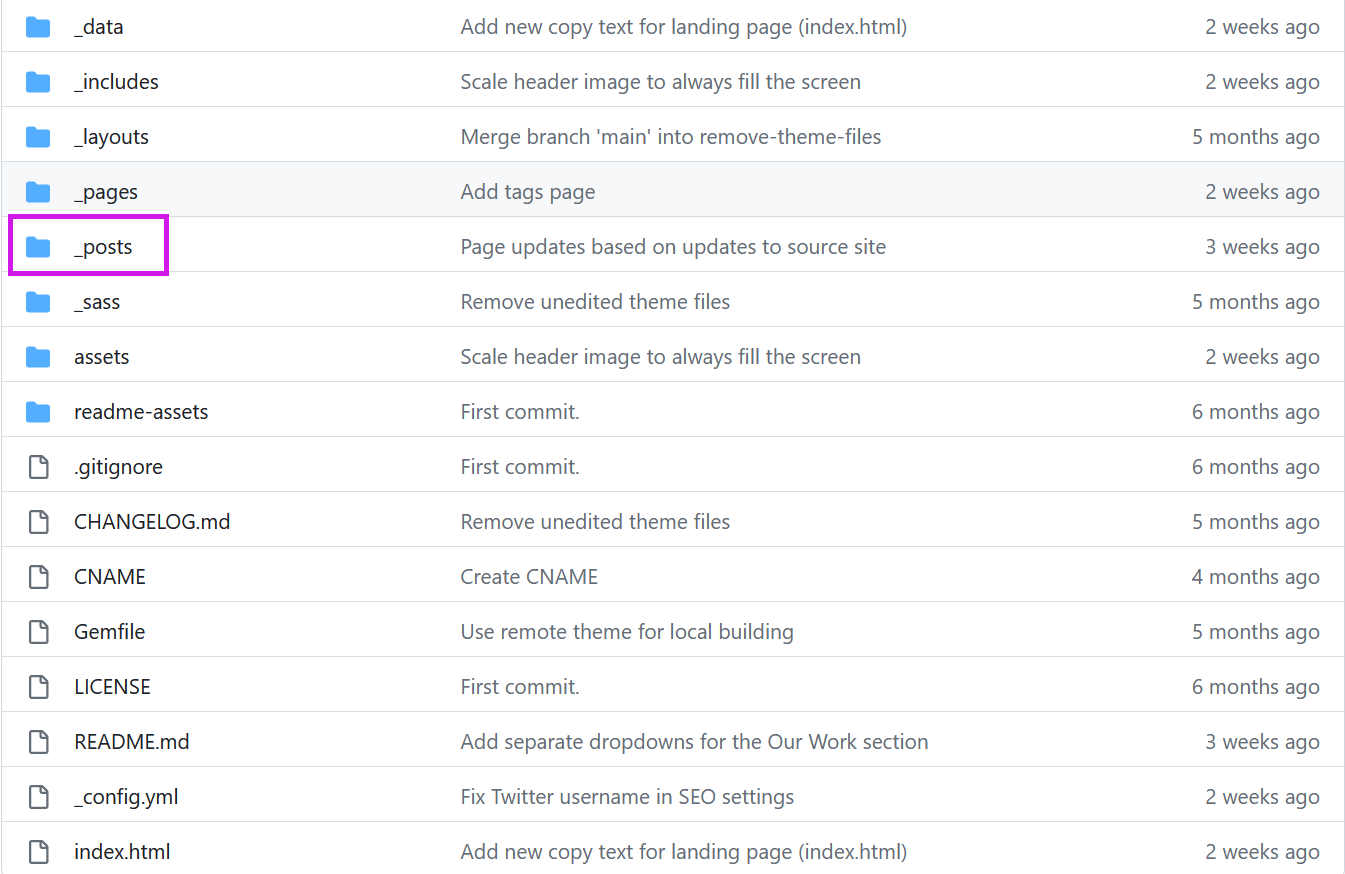 _data Add new copy text for landing page (index.html) 2 weeks ago
_includes Scale header image to always fill the screen 2 weeks ago
_layouts Merge branch 'main' into remove-theme-files 5 months ago
_pages Add tags page 2 weeks ago
_posts Page updates based on updates to source site 3 weeks ago
_sass Remove unedited theme files 5 months ago
assets Scale header image to always fill the screen 2 weeks ago
readme-assets First commit. 6 months ago
.gitignore First commit. 6 months ago
CHANGELOG.md Remove unedited theme files 5 months ago
CNAME Create CNAME 4 months ago
Gemfile Use remote theme for local building 5 months ago
LICENSE First commit. 6 months ago
README.md Add separate dropdowns for the Our Work section 3 weeks ago
_config.yml Fix Twitter username in SEO settings 2 weeks ago
index.html Add new copy text for landing page (index.html) 2 weeks ago